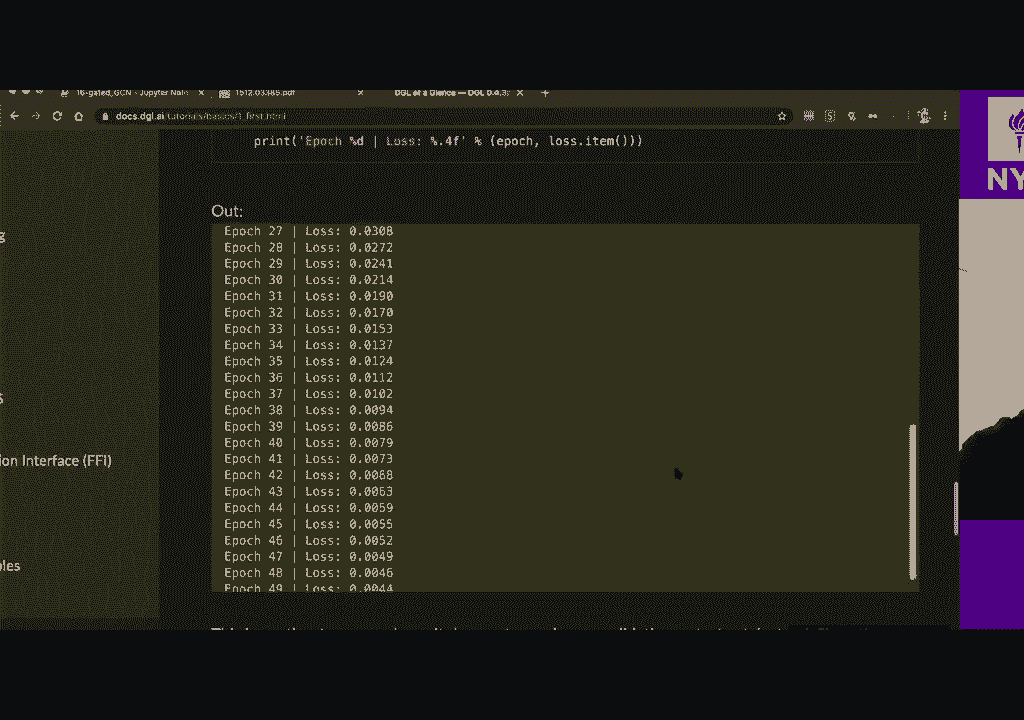 16-gated_GCN - Jupyter Note
1512.03385.pdf
DGL at a Glance — DGL 0.4.3
docs.dgl.ai/tutorials/basics/1_first.html
print('Epoch %d | Loss: %.4f' % (epoch, loss.item()))
NY
Out:
Epoch 27 | Loss: 0.0308
g
Epoch 28 | Loss: 0.0272
Epoch 29 | Loss: 0.0241
Epoch 30 | Loss: 0.0214
Epoch 31 | Loss: 0.0190
Epoch 32 | Loss: 0.0170
Epoch 33 | Loss: 0.0153
Epoch 34 | Loss: 0.0137
Epoch 35 | Loss: 0.0124
Epoch 36 | Loss: 0.0112
Epoch 37 | Loss: 0.0102
s
Epoch 38 | Loss: 0.0094
Epoch 39 | Loss: 0.0086
Epoch 40 | Loss: 0.0079
Epoch 41 | Loss: 0.0073
ion Interface (FFI)
Epoch 42 | Loss: 0.0068
Epoch 43 | Loss: 0.0063
Epoch 44 | Loss: 0.0059
Epoch 45 | Loss: 0.0055
Epoch 46 | Loss: 0.0052
Epoch 47 | Loss: 0.0049
ples
Epoch 48 | Loss: 0.0046
Epoch 49 | Loss: 0.0044